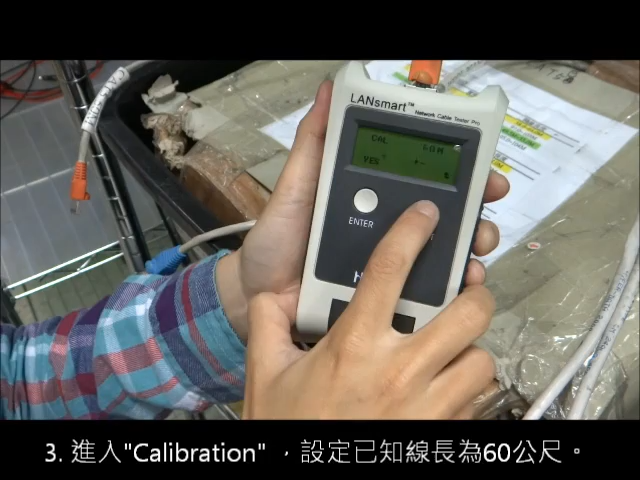 LANsmart™
Network Cable Tester Pro
CAL 60M
YES +-
ENTER
3. 進入"Calibration" ，設定已知線長為60公尺。